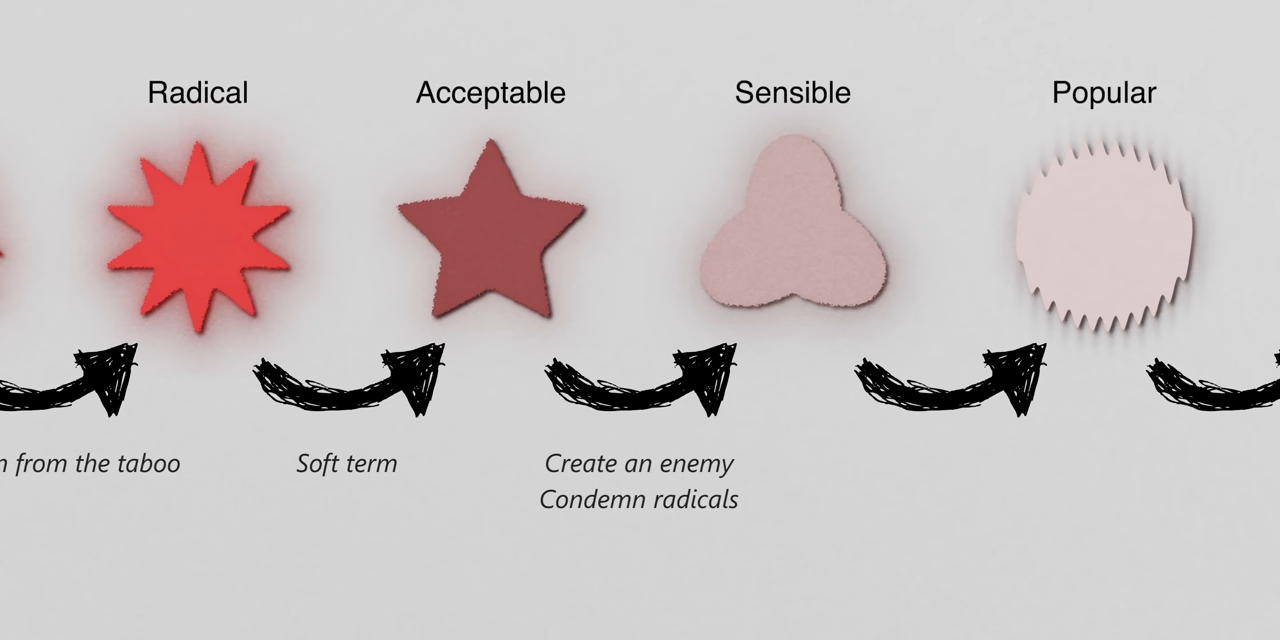 Radical
Acceptable
Sensible
Popular
from the taboo
Soft term
Create an enemy
Condemn radicals